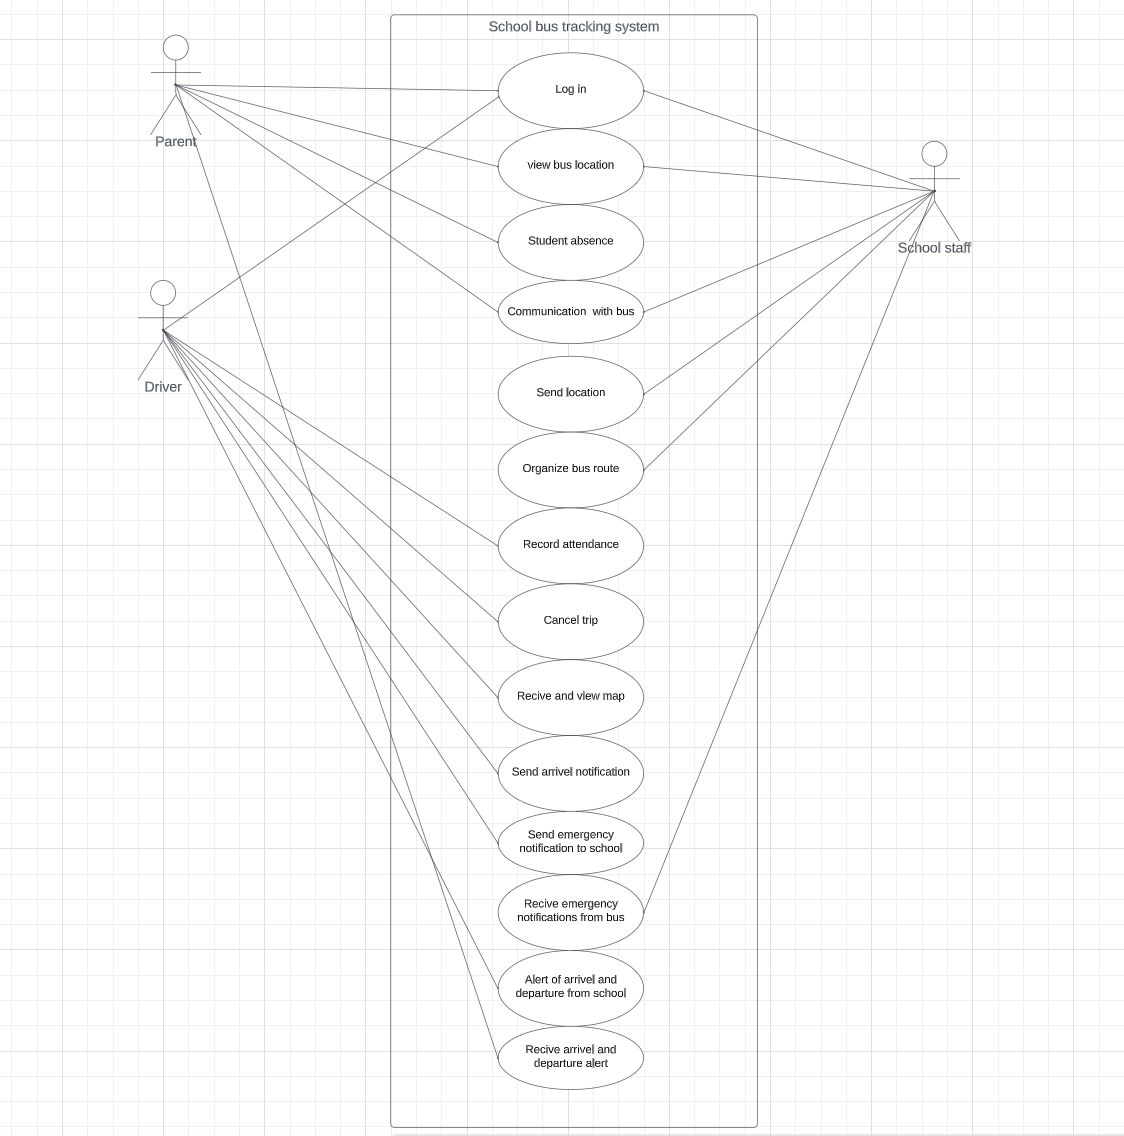 School bus tracking system
Log in
Parent
view bus location
Student absence
School staff
Communication  with bus
Driver
Send location
Organize bus route
Record attendance
Cancel trip
Recive and view map
Send arrivel notification
Send emergency
notification to school
Recive emergency
notifications from bus
Alert of arrivel and
departure from school
Recive arrivel and
departure alert